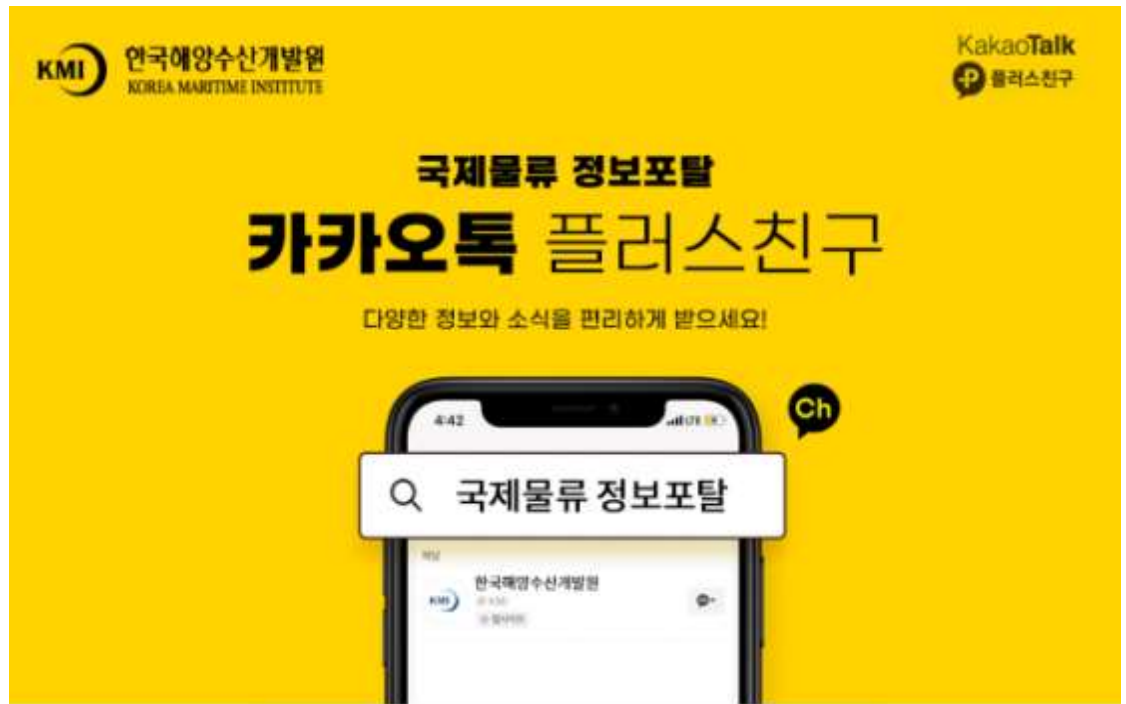 KMI 한국해양수산개발원
KOREA MARITIME INSTITUTE
KakaoTalk
플러스친구
국제물류 정보포탈
카카오톡 플러스친구
다양한 정보와 소식을 편리하게 받으세요!
Ch
4:42
LTE
국제물류 정보포탈
채널
KMI 한국해양수산개발원